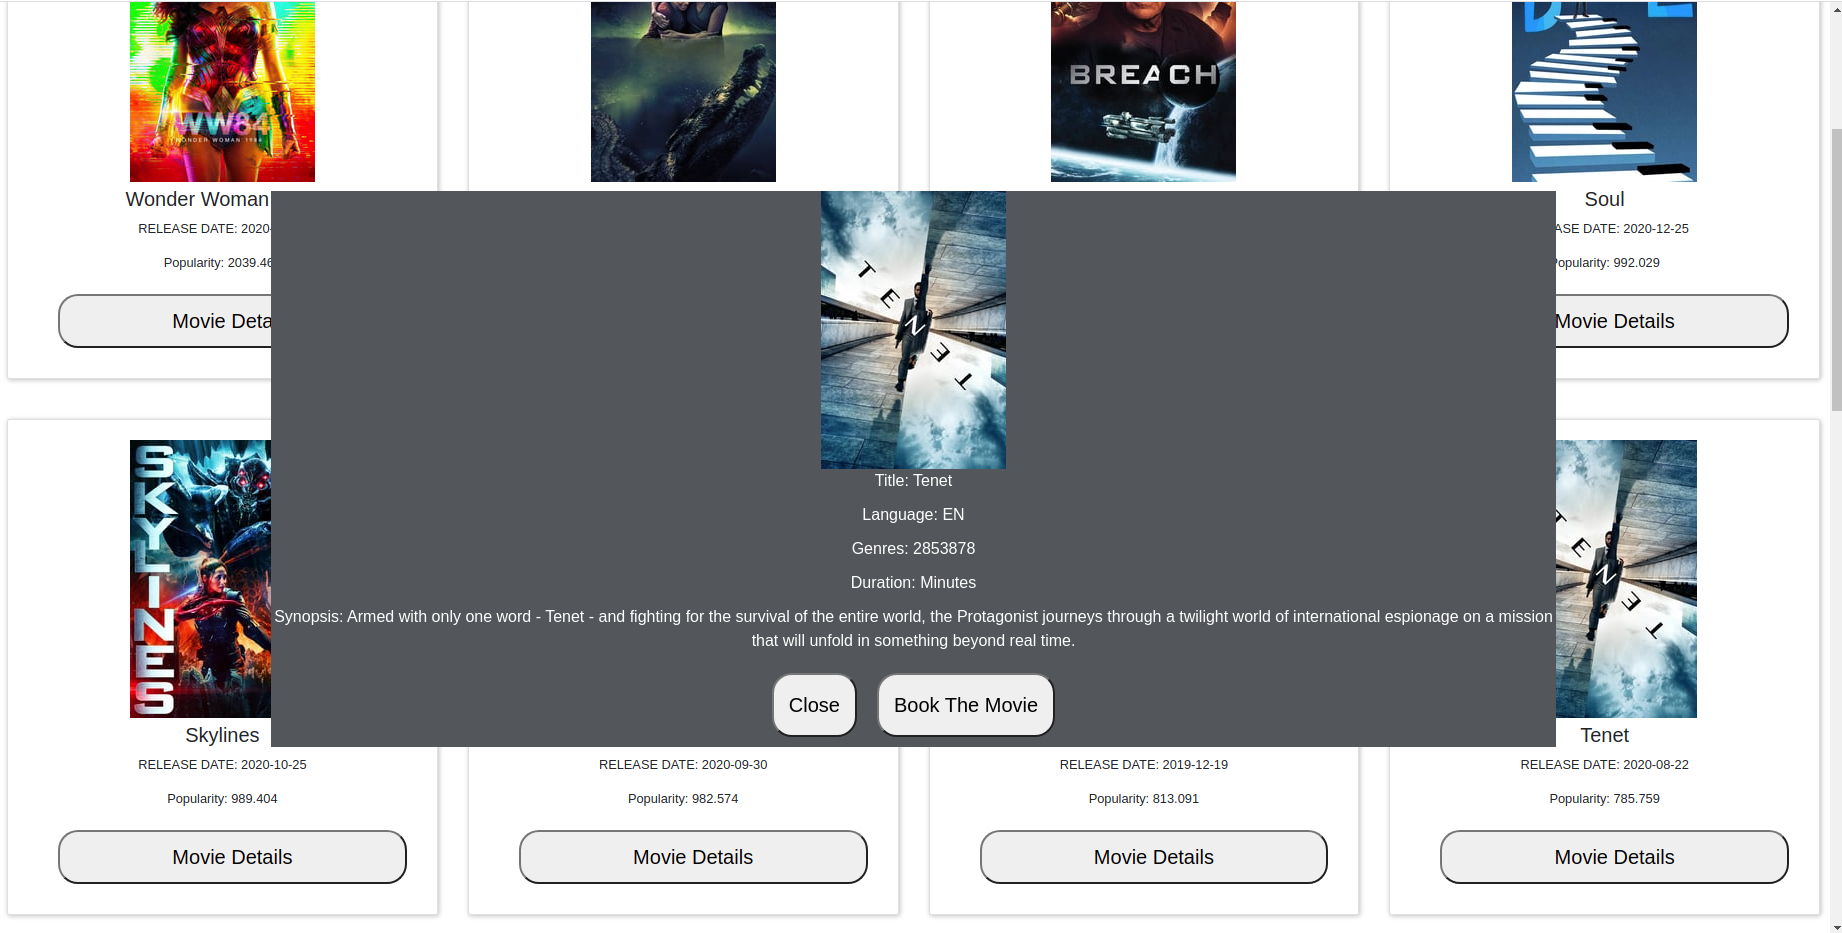 WW84
WONDER WOMAN 1984
BREACH
Wonder Woman
RELEASE DATE: 2020-
Popularity: 2039.46
Movie Deta
Soul
ASE DATE: 2020-12-25
opularity: 992.029
Movie Details
TENET
Title: Tenet
Language: EN
Genres: 2853878
Duration: Minutes
Synopsis: Armed with only one word - Tenet - and fighting for the survival of the entire world, the Protagonist journeys through a twilight world of international espionage on a mission
that will unfold in something beyond real time.
Close
Book The Movie
SKYLINES
Skylines
RELEASE DATE: 2020-10-25
Popularity: 989.404
Movie Details
RELEASE DATE: 2020-09-30
Popularity: 982.574
Movie Details
RELEASE DATE: 2019-12-19
Popularity: 813.091
Movie Details
TENET
Tenet
RELEASE DATE: 2020-08-22
Popularity: 785.759
Movie Details